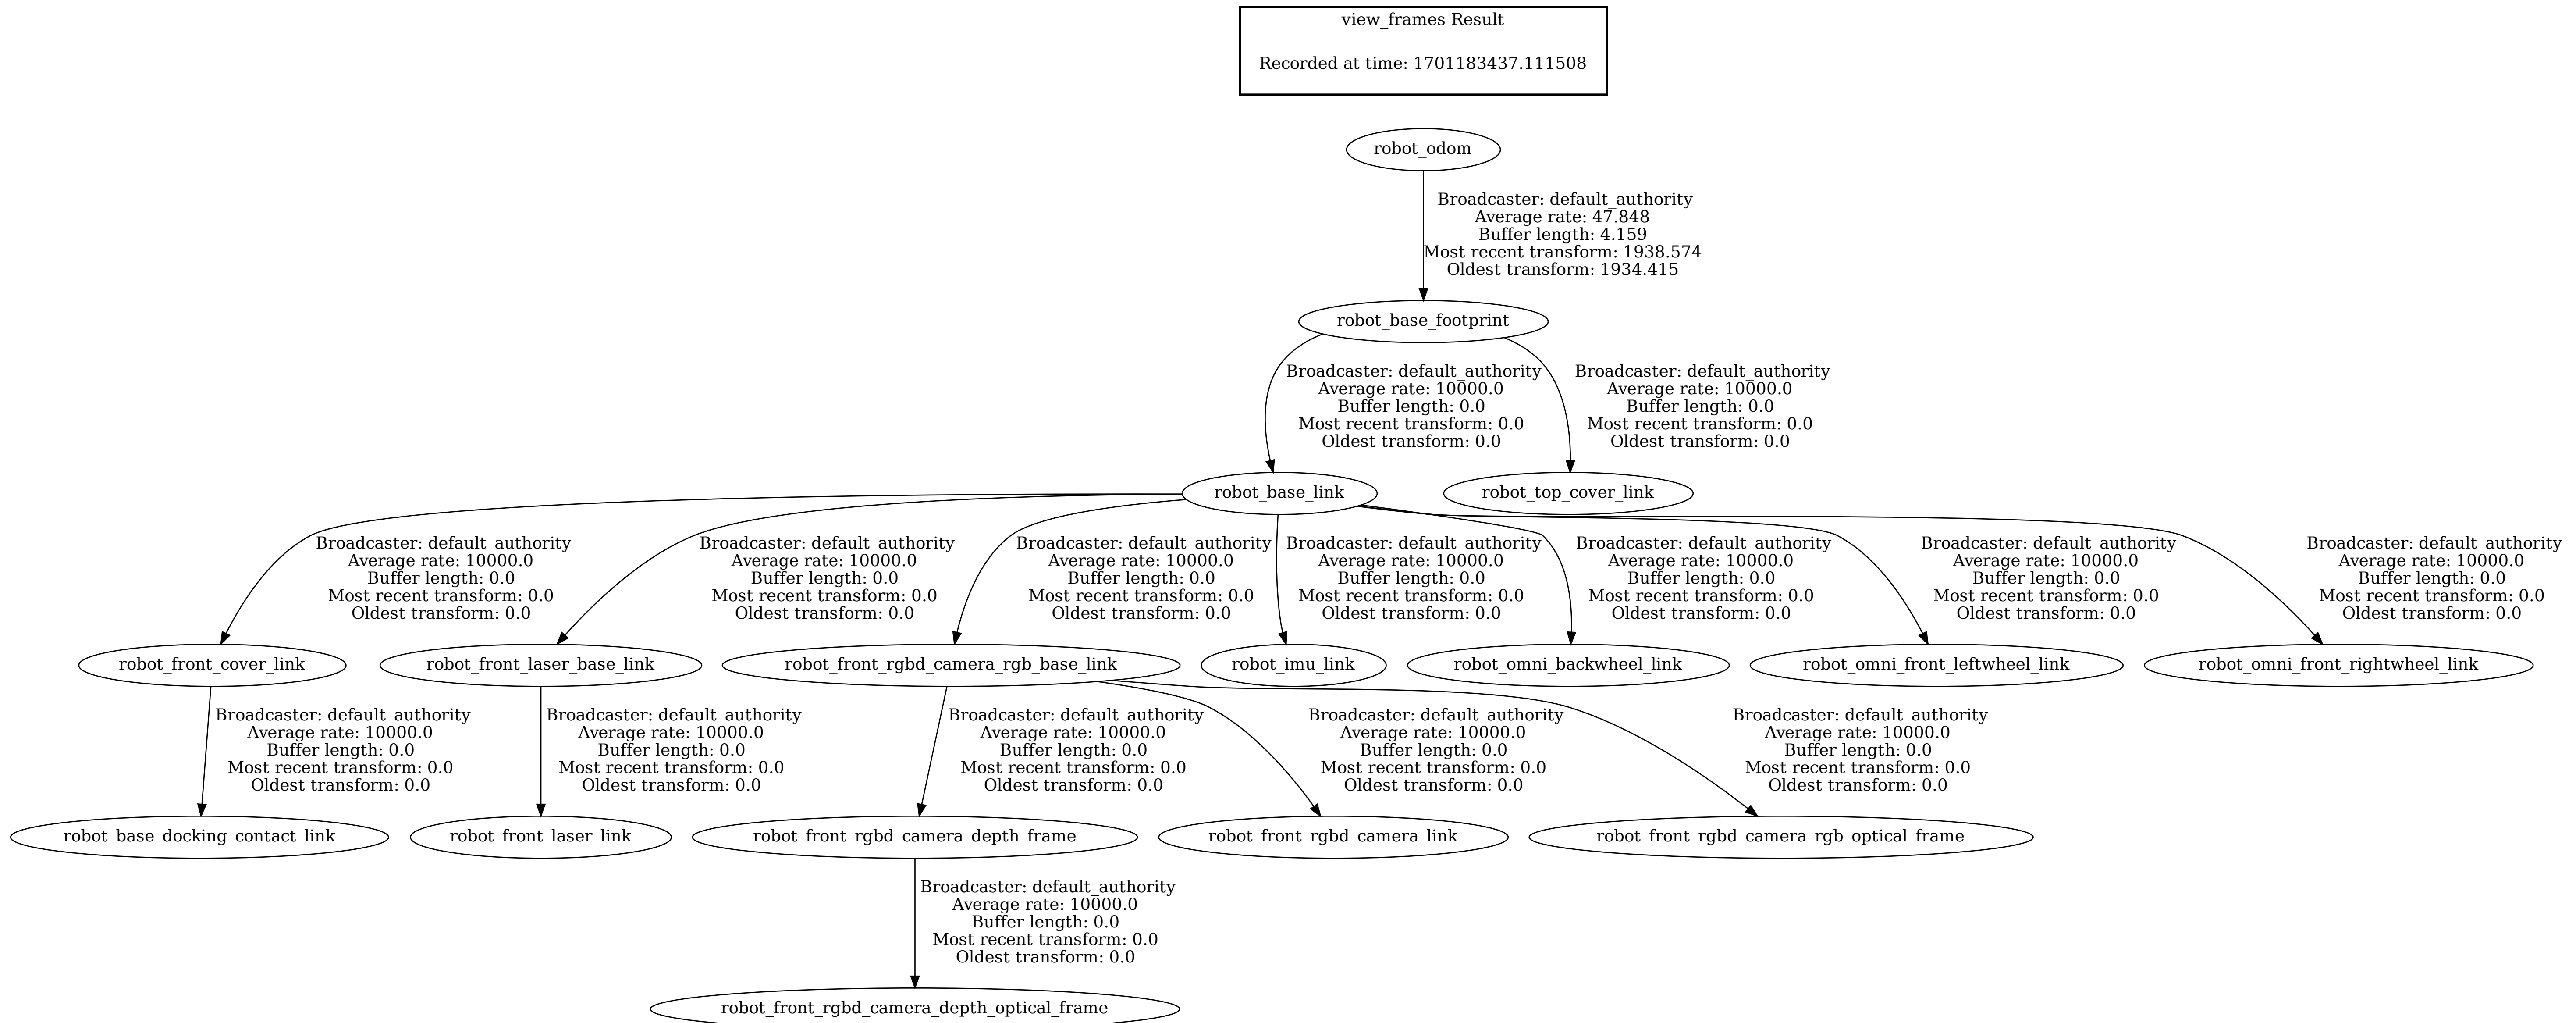 view_frames Result
Recorded at time: 1701183437.111508
robot_odom
Broadcaster: default_authority
Average rate: 47.848
Buffer length: 4.159
Most recent transform: 1938.574
Oldest transform: 1934.415
robot_base_footprint
Broadcaster: default_authority
Average rate: 10000.0
Buffer length: 0.0
Most recent transform: 0.0
Oldest transform: 0.0
Broadcaster: default_authority
Average rate: 10000.0
Buffer length: 0.0
Most recent transform: 0.0
Oldest transform: 0.0
robot_base_link
robot_top_cover_link
Broadcaster: default_authority
Average rate: 10000.0
Buffer length: 0.0
Most recent transform: 0.0
Oldest transform: 0.0
Broadcaster: default_authority
Average rate: 10000.0
Buffer length: 0.0
Most recent transform: 0.0
Oldest transform: 0.0
Broadcaster: default_authority
Average rate: 10000.0
Buffer length: 0.0
Most recent transform: 0.0
Oldest transform: 0.0
Broadcaster: default_authority
Average rate: 10000.0
Buffer length: 0.0
Most recent transform: 0.0
Oldest transform: 0.0
Broadcaster: default_authority
Average rate: 10000.0
Buffer length: 0.0
Most recent transform: 0.0
Oldest transform: 0.0
Broadcaster: default_authority
Average rate: 10000.0
Buffer length: 0.0
Most recent transform: 0.0
Oldest transform: 0.0
Broadcaster: default_authority
Average rate: 10000.0
Buffer length: 0.0
Most recent transform: 0.0
Oldest transform: 0.0
robot_front_cover_link
robot_front_laser_base_link
robot_front_rgbd_camera_rgb_base_link
robot_imu_link
robot_omni_backwheel_link
robot_omni_front_leftwheel_link
robot_omni_front_rightwheel_link
Broadcaster: default_authority
Average rate: 10000.0
Buffer length: 0.0
Most recent transform: 0.0
Oldest transform: 0.0
Broadcaster: default_authority
Average rate: 10000.0
Buffer length: 0.0
Most recent transform: 0.0
Oldest transform: 0.0
Broadcaster: default_authority
Average rate: 10000.0
Buffer length: 0.0
Most recent transform: 0.0
Oldest transform: 0.0
Broadcaster: default_authority
Average rate: 10000.0
Buffer length: 0.0
Most recent transform: 0.0
Oldest transform: 0.0
Broadcaster: default_authority
Average rate: 10000.0
Buffer length: 0.0
Most recent transform: 0.0
Oldest transform: 0.0
robot_base_docking_contact_link
robot_front_laser_link
robot_front_rgbd_camera_depth_frame
robot_front_rgbd_camera_link
robot_front_rgbd_camera_rgb_optical_frame
Broadcaster: default_authority
Average rate: 10000.0
Buffer length: 0.0
Most recent transform: 0.0
Oldest transform: 0.0
robot_front_rgbd_camera_depth_optical_frame